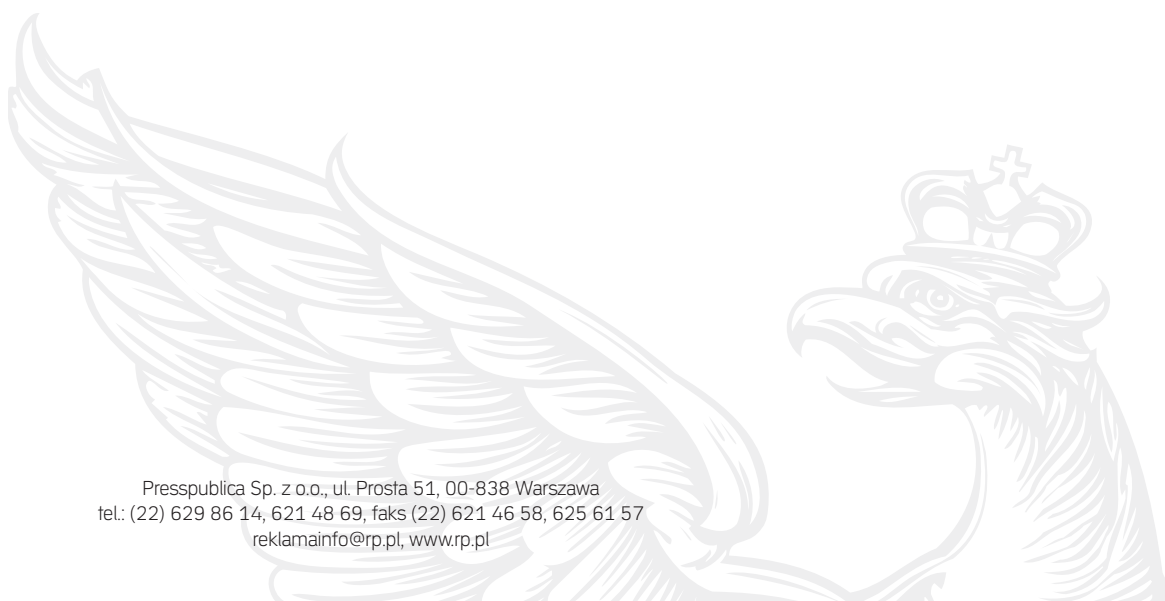 Presspublica Sp. z o.o., ul. Prosta 51, 00-838 Warszawa
tel.: (22) 629 86 14, 621 48 69, faks (22) 621 46 58, 625 61 57
reklamainfo@rp.pl, www.rp.pl